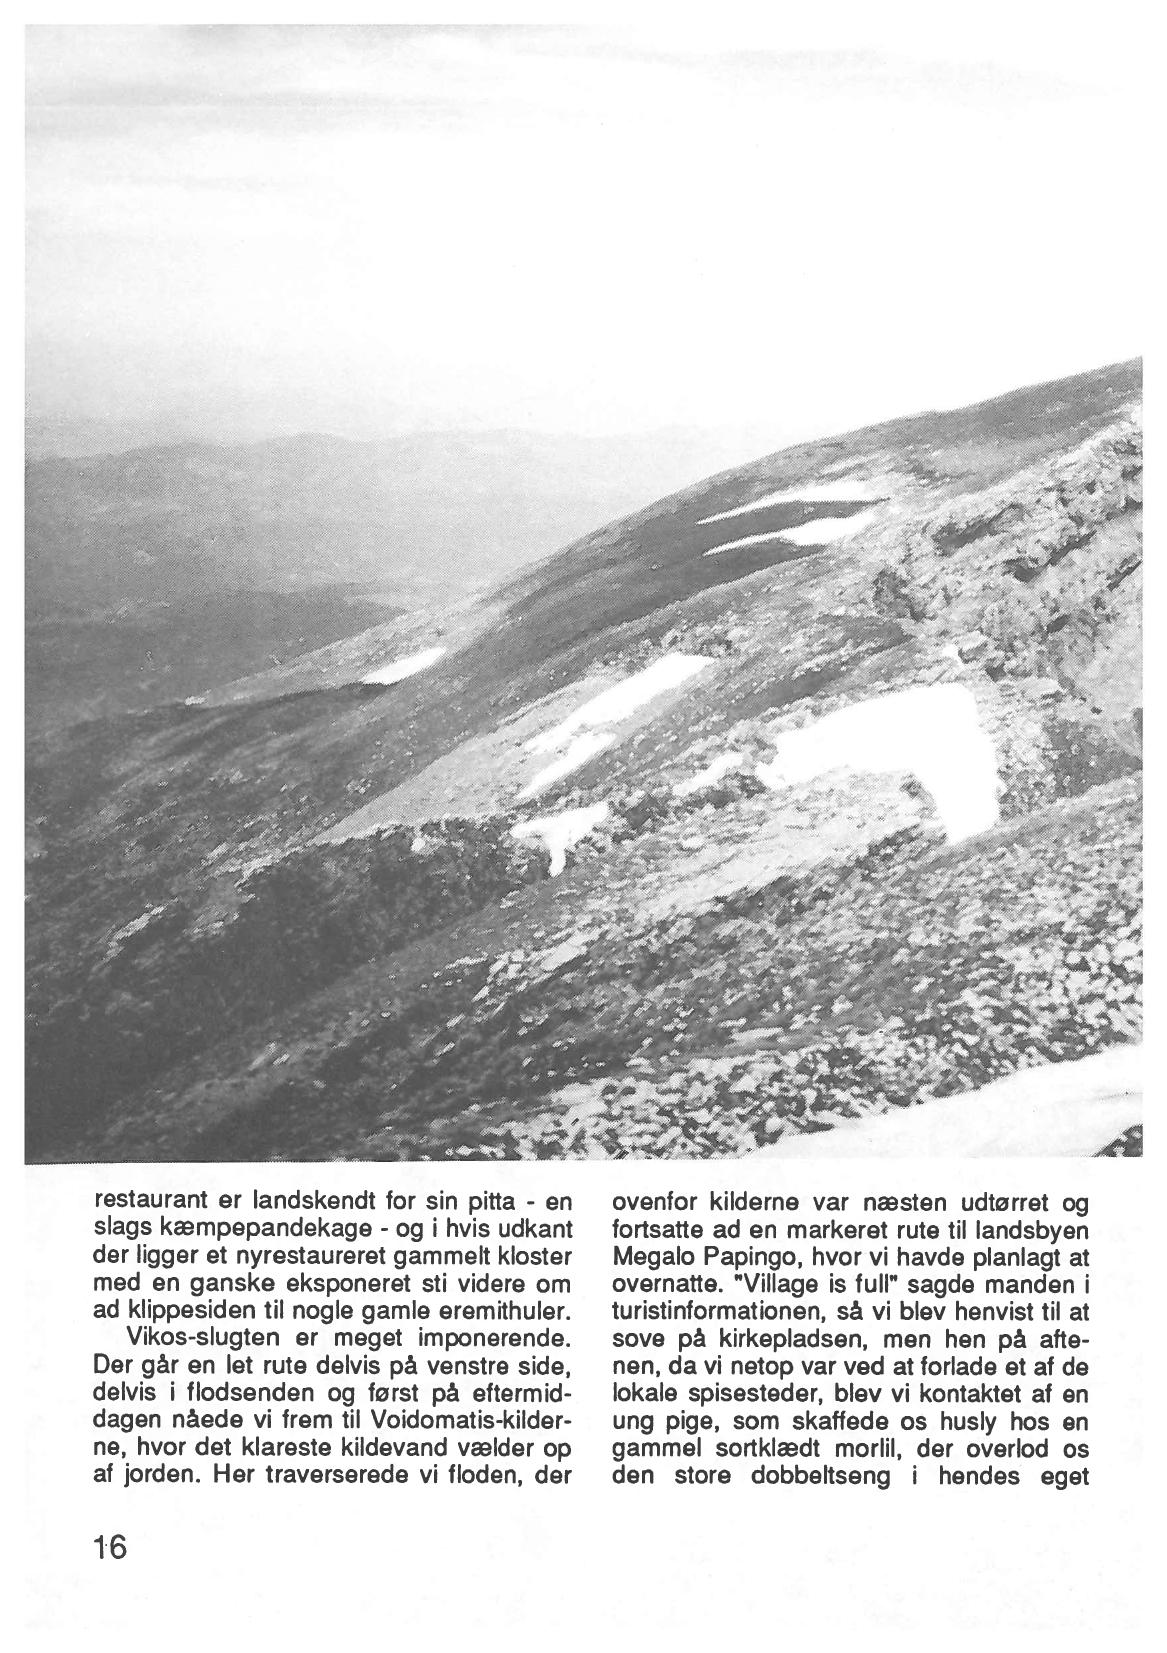 restaurant er landskendt for sin pitta - en
slags kæmpepandekage - og i hvis udkant
der ligger et nyrestaureret gammelt kloster
med en ganske eksponeret sti videre om
ad klippesiden til nogle gamle eremithuler.
Vikos-slugten er meget imponerende.
Der går en let rute delvis på venstre side,
delvis i flodsenden og først på eftermid-
dagen nåede vi frem til Voidomatis-kilder-
ne, hvor det klareste kildevand vælder op
af jorden. Her traverserede vi floden, der
ovenfor kilderne var næsten udtørret og
fortsatte ad en markeret rute til landsbyen
Megalo Papingo, hvor vi havde planlagt at
overnatte. "Village is full" sagde manden i
turistinformationen, så vi blev henvist til at
sove på kirkepladsen, men hen på afte-
nen, da vi netop var ved at forlade et af de
lokale spisesteder, blev vi kontaktet af en
ung pige, som skaffede os husly hos en
gammel sortklædt morlil, der overlod os
den store dobbeltseng i hendes eget
16